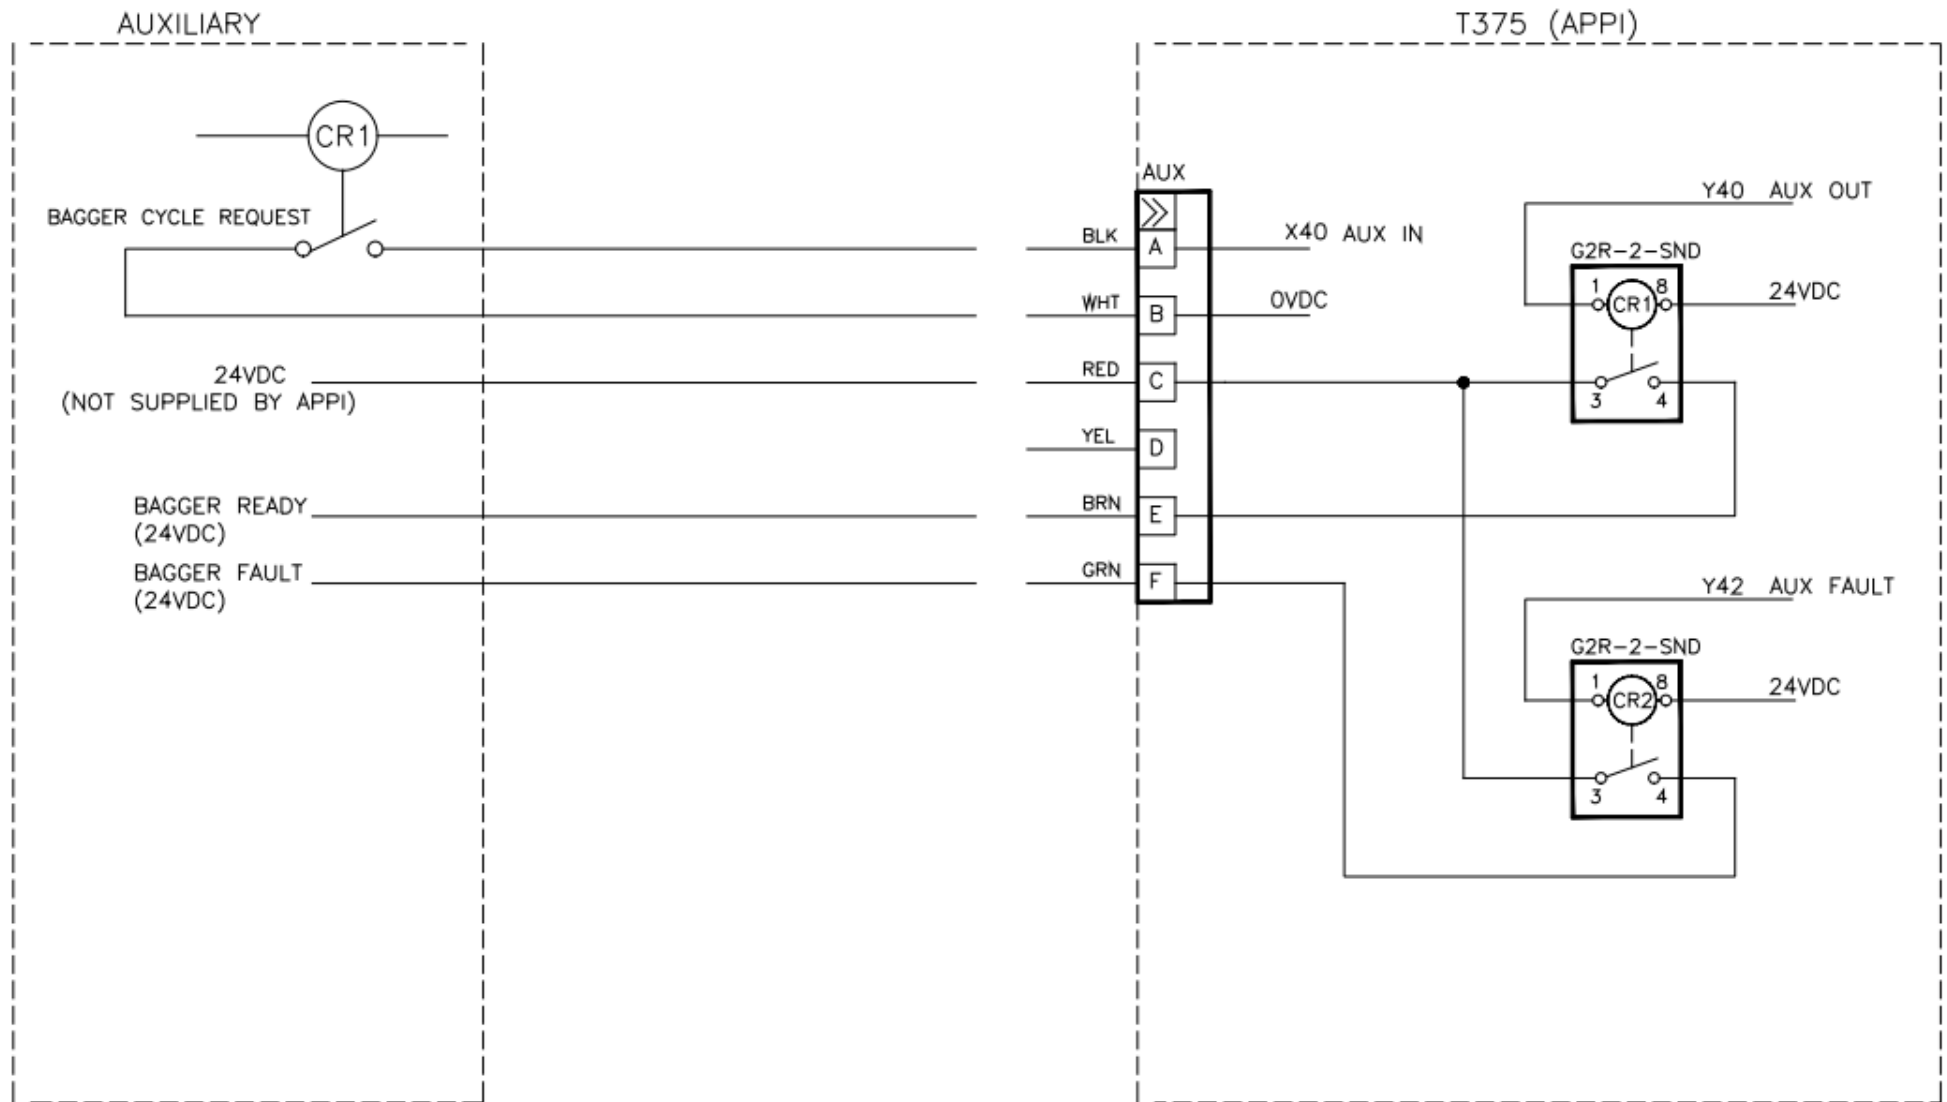 AUXILIARY
T375 (APPI)
CR1
BAGGER CYCLE REQUEST
24VDC
(NOT SUPPLIED BY APPI)
BAGGER READY
(24VDC)
BAGGER FAULT
(24VDC)
AUX
BLK
A
X40 AUX IN
WHT
B
0VDC
RED
C
YEL
D
BRN
E
GRN
F
Y40 AUX OUT
G2R-2-SND
1
8
CR1
24VDC
3
4
Y42 AUX FAULT
G2R-2-SND
1
8
CR2
24VDC
3
4